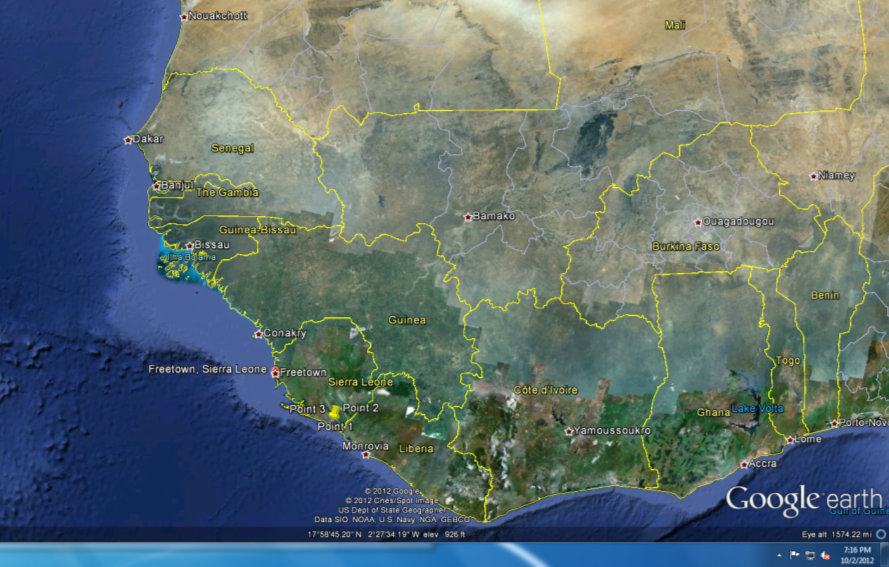 Nouakchott
Mali
Dakar
Senegal
Banjul
The Gambia
Niamey
Bamako
Ouagadougou
Guinea-Bissau
Bissau
Burkina Faso
Benin
Guinea
Conakry
Togo
Freetown, Sierra Leone
Freetown
Sierra Leone
Côte d'Ivoire
Point 3
Point 2
Ghana
Lake Volta
Point 1
Yamoussoukro
Porto-Nov
Monrovia
Liberia
Lome
Accra
© 2012 Google
© 2012 Cnes/Spot Image
US Dept of State Geographer
Data SIO, NOAA, U.S. Navy, NGA, GEBCO
Google earth
Gulf of Guine
17°58'45.20" N 2°27'34.19" W elev 926 ft
Eye alt 1574.22 mi
7:16 PM
10/2/2012